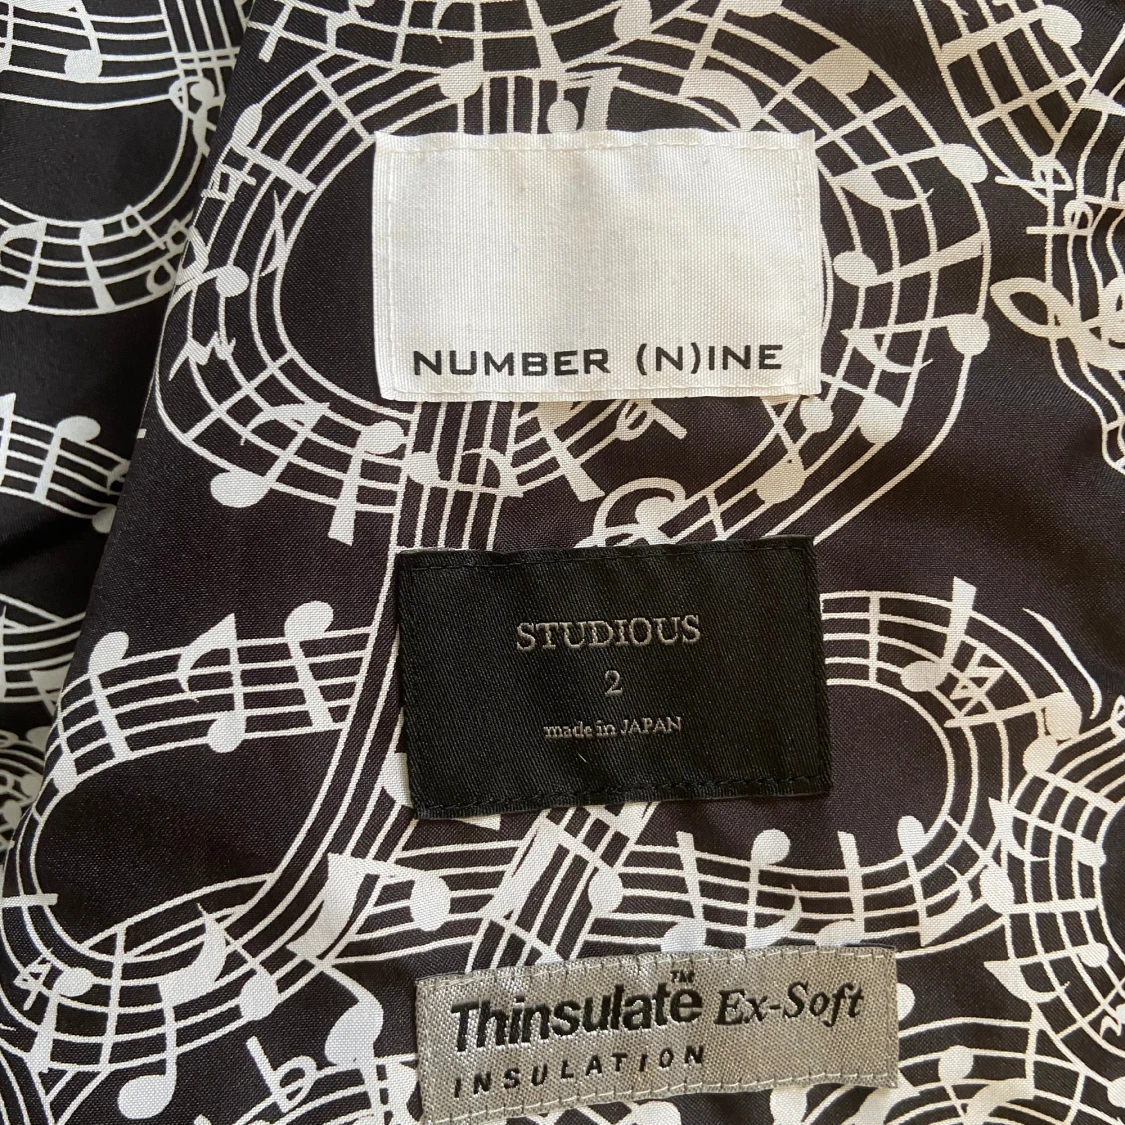 NUMBER (N)INE
STUDIOUS
2
made in JAPAN
Thinsulate™ Ex-Soft
INSULATION